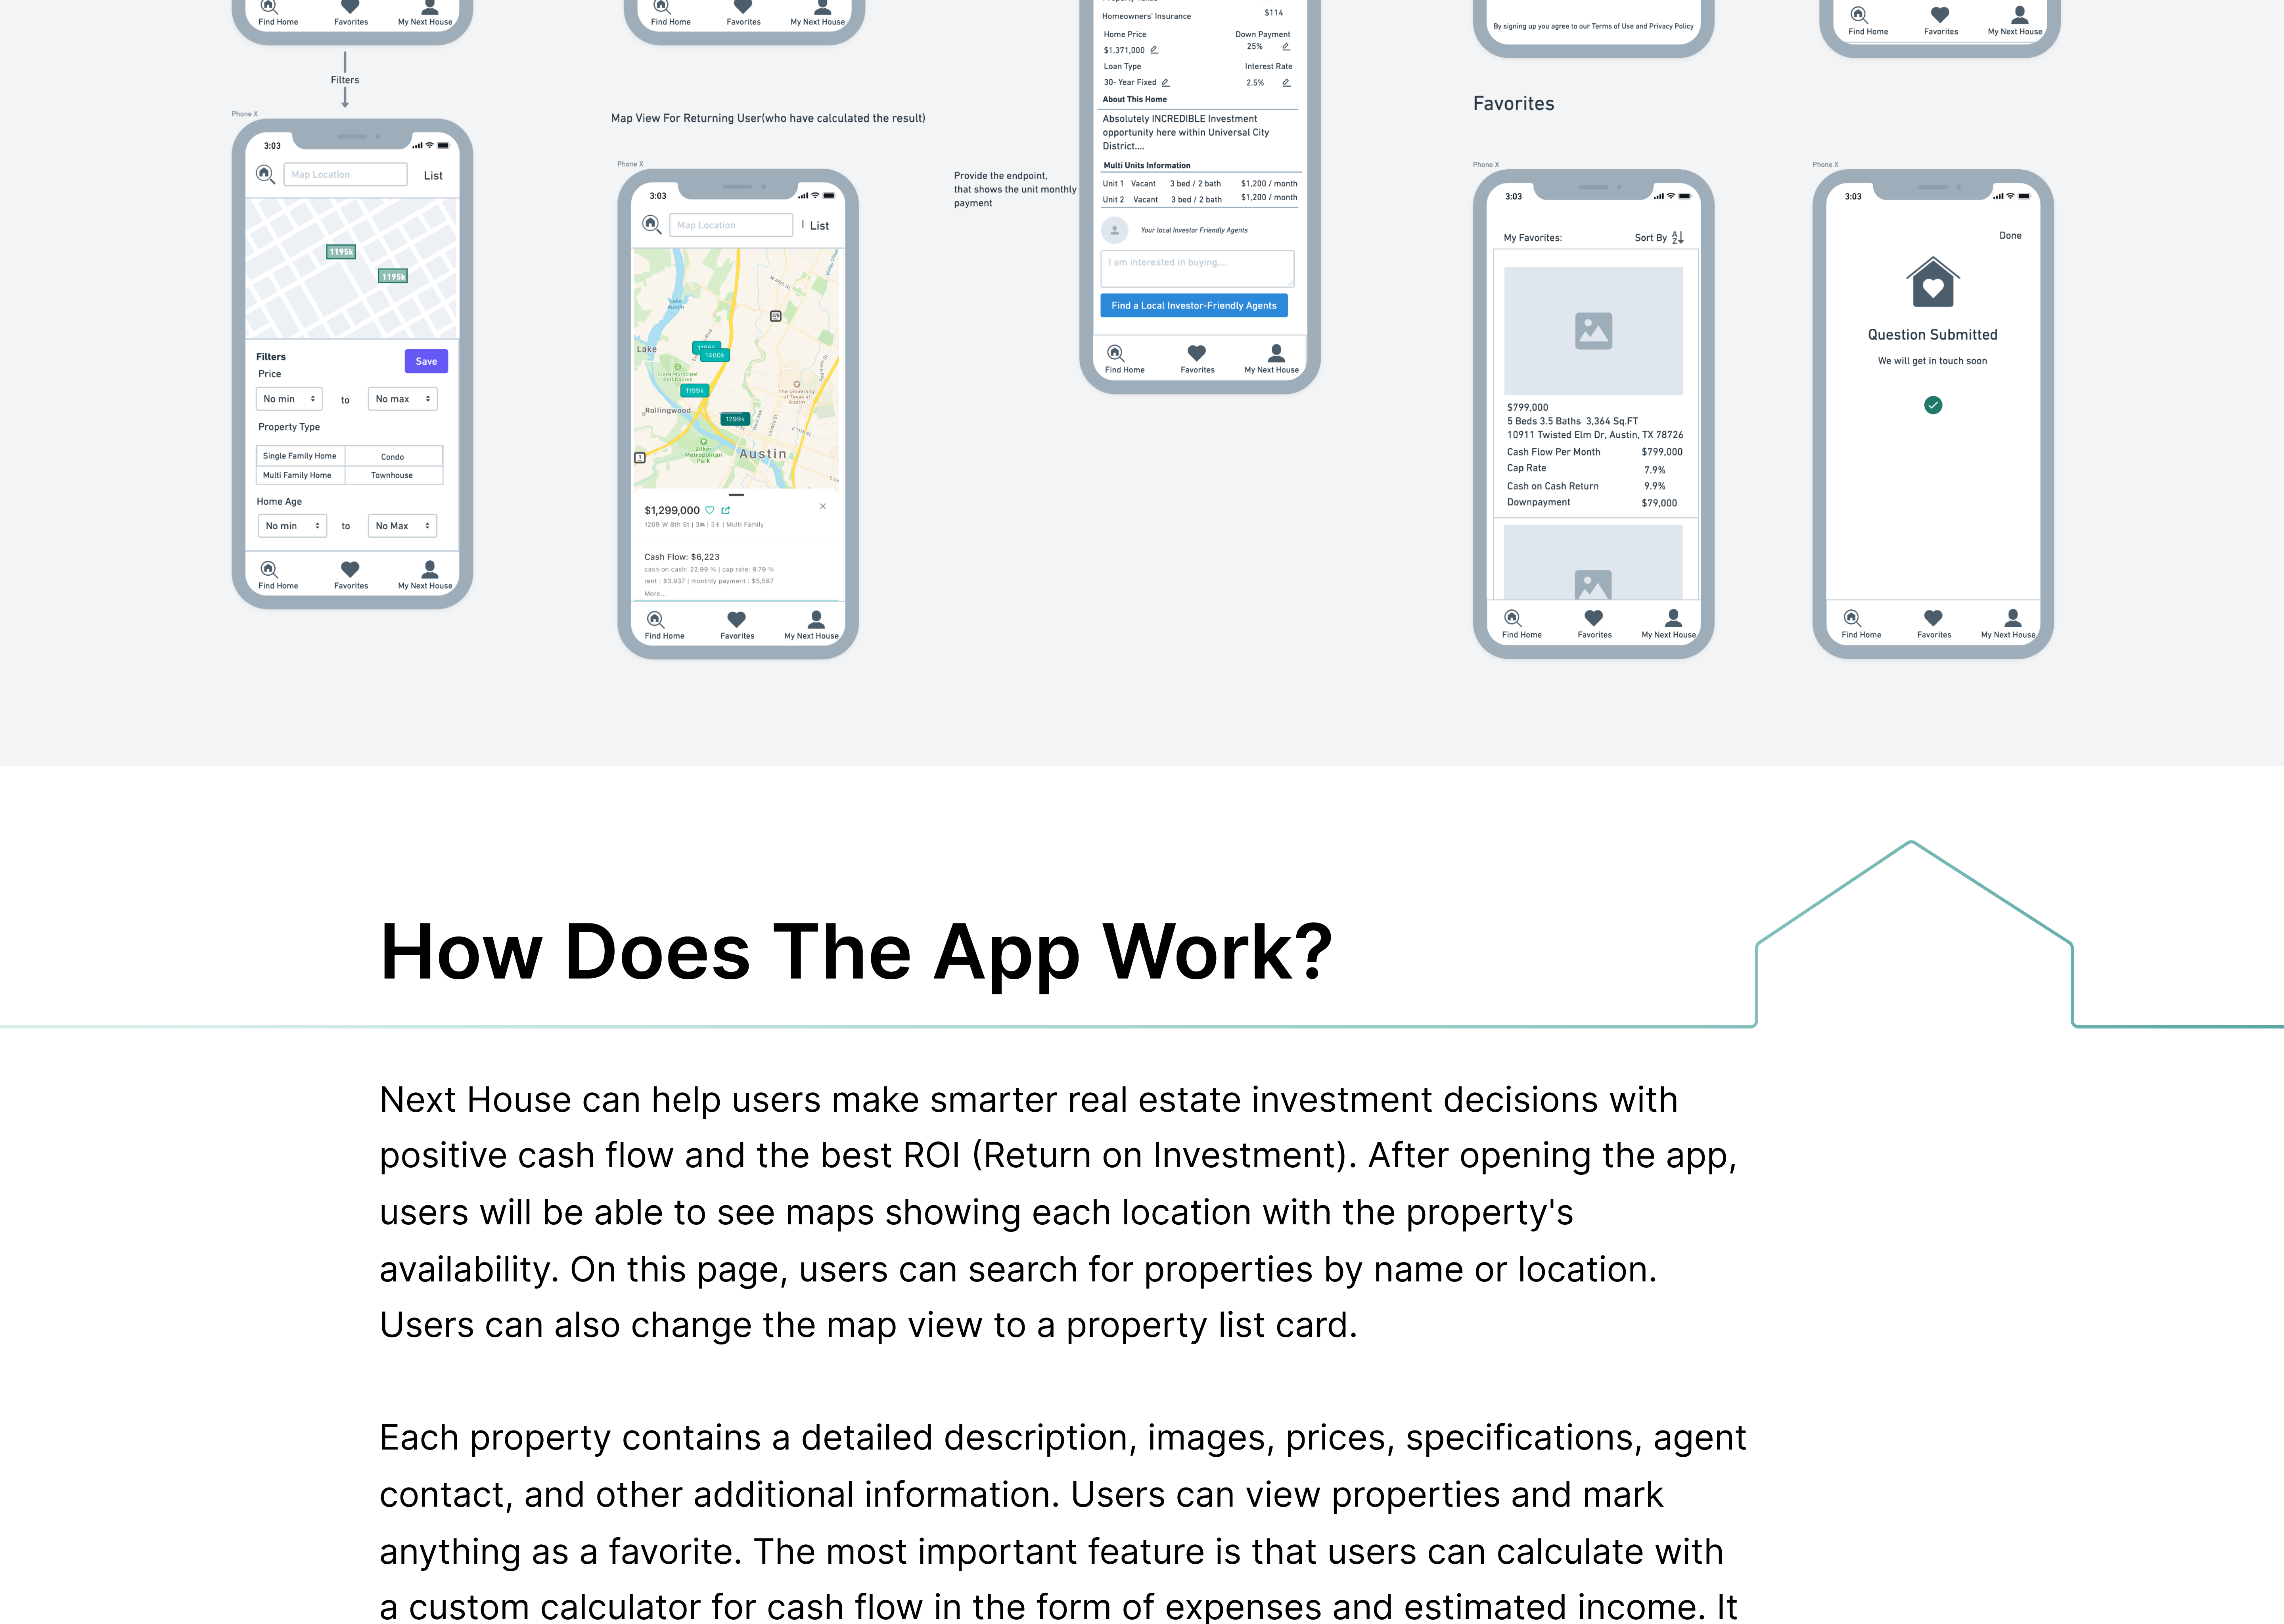 Find Home Favorites My Next House
Filters
Phone X
3:03
Map Location List
1195k
1195k
Filters
Save
Price
No min to No max
Property Type
Single Family Home Condo
Multi Family Home Townhouse
Home Age
No min to No Max
Find Home Favorites My Next House
Find Home Favorites My Next House
Map View For Returning User(who have calculated the result)
Phone X
3:03
Map Location | List
Lake Austin
W 45th St
Lake
1400k
Lions Municipal Golf Course
1199k
The University of Texas at Austin
Rollingwood
1299k
E 11th St
Zilker Metropolitan Park
Austin
1
$1,299,000
1209 W 8th St | 3 | 3 | Multi Family
Cash Flow: $6,223
cash on cash: 22.99 % | cap rate: 9.79 %
rent : $3,937 | monthly payment : $5,587
More...
Find Home Favorites My Next House
Provide the endpoint,
that shows the unit monthly
payment
Homeowners' Insurance $114
Home Price Down Payment
$1,371,000 25%
Loan Type Interest Rate
30- Year Fixed 2.5%
About This Home
Absolutely INCREDIBLE Investment
opportunity here within Universal City
District....
Multi Units Information
Unit 1 Vacant 3 bed / 2 bath $1,200 / month
Unit 2 Vacant 3 bed / 2 bath $1,200 / month
Your local Investor Friendly Agents
I am interested in buying....
Find a Local Investor-Friendly Agents
Find Home Favorites My Next House
By signing up you agree to our Terms of Use and Privacy Policy
Favorites
Phone X
3:03
My Favorites: Sort By AZ
$799,000
5 Beds 3.5 Baths 3,364 Sq.FT
10911 Twisted Elm Dr, Austin, TX 78726
Cash Flow Per Month $799,000
Cap Rate 7.9%
Cash on Cash Return 9.9%
Downpayment $79,000
Find Home Favorites My Next House
Find Home Favorites My Next House
Phone X
3:03
Done
Question Submitted
We will get in touch soon
Find Home Favorites My Next House
How Does The App Work?
Next House can help users make smarter real estate investment decisions with
positive cash flow and the best ROI (Return on Investment). After opening the app,
users will be able to see maps showing each location with the property's
availability. On this page, users can search for properties by name or location.
Users can also change the map view to a property list card.
Each property contains a detailed description, images, prices, specifications, agent
contact, and other additional information. Users can view properties and mark
anything as a favorite. The most important feature is that users can calculate with
a custom calculator for cash flow in the form of expenses and estimated income. It